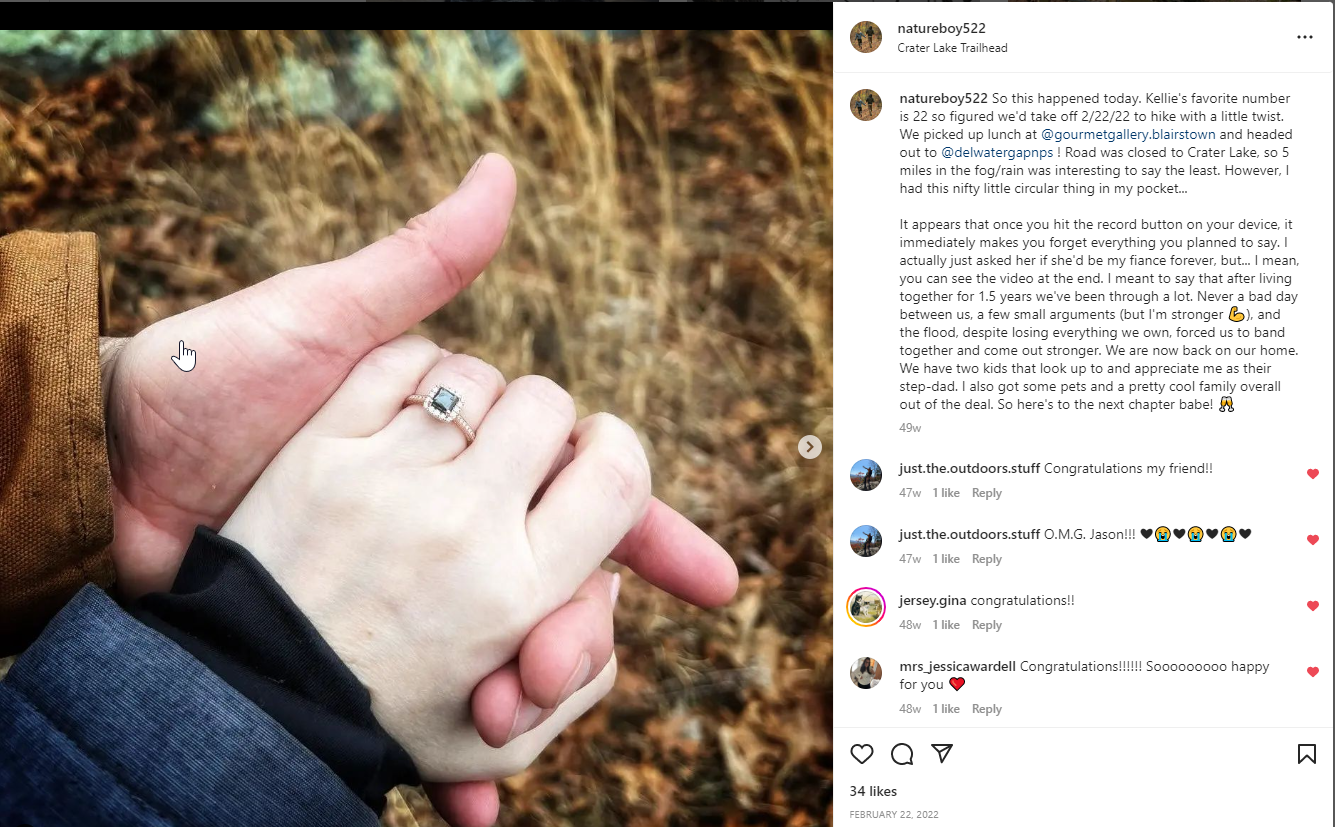 natureboy522
Crater Lake Trailhead
natureboy522 So this happened today. Kellie's favorite number
is 22 so figured we'd take off 2/22/22 to hike with a little twist.
We picked up lunch at @gourmetgallery.blairstown and headed
out to @delwatergapnps ! Road was closed to Crater Lake, so 5
miles in the fog/rain was interesting to say the least. However, I
had this nifty little circular thing in my pocket...
It appears that once you hit the record button on your device, it
immediately makes you forget everything you planned to say. I
actually just asked her if she'd be my fiance forever, but... I mean,
you can see the video at the end. I meant to say that after living
together for 1.5 years we've been through a lot. Never a bad day
between us, a few small arguments (but I'm stronger 💪), and
the flood, despite losing everything we own, forced us to band
together and come out stronger. We are now back on our home.
We have two kids that look up to and appreciate me as their
step-dad. I also got some pets and a pretty cool family overall
out of the deal. So here's to the next chapter babe! 🥂
49w
just.the.outdoors.stuff Congratulations my friend!!
47w 1 like Reply
just.the.outdoors.stuff O.M.G. Jason!!! 🖤😭🖤😭🖤😭🖤
47w 1 like Reply
jersey.gina congratulations!!
48w 1 like Reply
mrs_jessicawardell Congratulations!!!!!! Sooooooooo happy
for you ❤️
48w 1 like Reply
34 likes
FEBRUARY 22, 2022